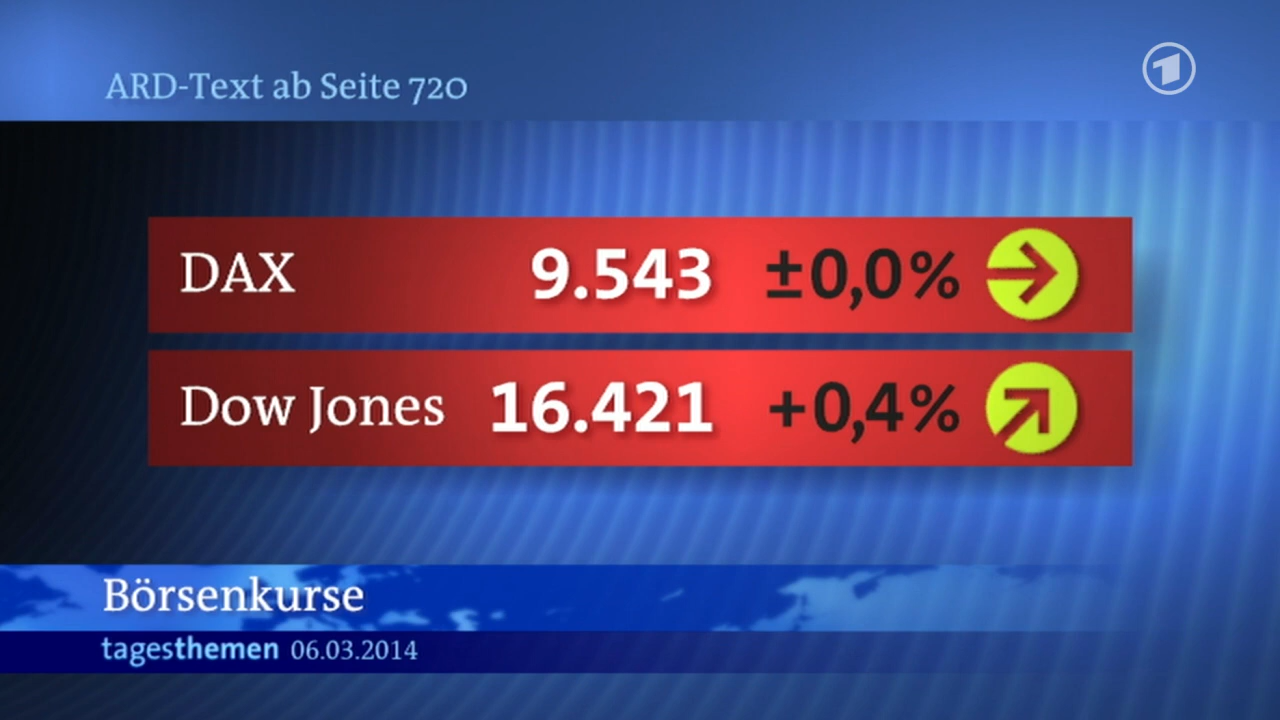 ARD-Text ab Seite 720
1
DAX 9.543 ±0,0%
Dow Jones 16.421 +0,4%
Börsenkurse
tagesthemen 06.03.2014